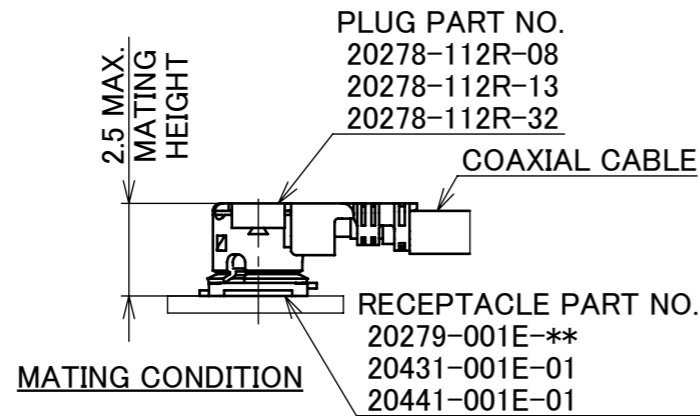 PLUG PART NO.
20278-112R-08
20278-112R-13
20278-112R-32
2.5 MAX.
MATING
HEIGHT
COAXIAL CABLE
RECEPTACLE PART NO.
20279-001E-**
20431-001E-01
20441-001E-01
MATING CONDITION